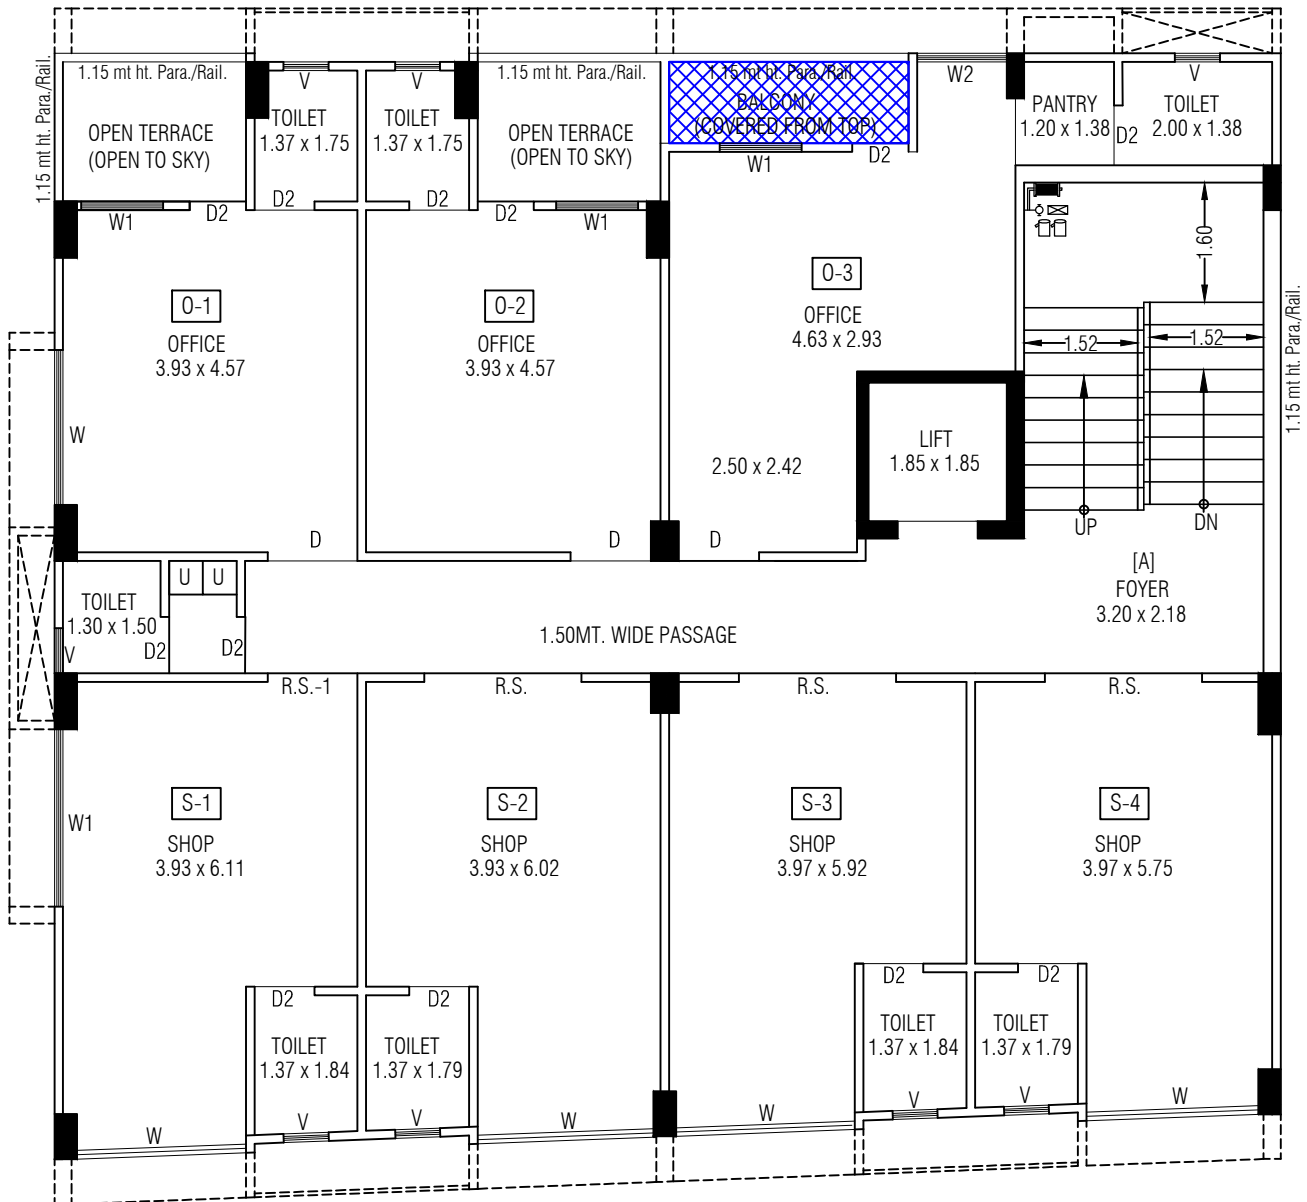 1.15 mt ht. Para./Rail.
1.15 mt ht. Para./Rail.
V
V
1.15 mt ht. Para./Rail.
1.15 mt ht. Para./Rail.
W2
V
TOILET
1.37 x 1.75
TOILET
1.37 x 1.75
OPEN TERRACE
(OPEN TO SKY)
OPEN TERRACE
(OPEN TO SKY)
BALCONY
(COVERED FROM TOP)
PANTRY
1.20 x 1.38
D2
TOILET
2.00 x 1.38
W1
D2
W1
D2
D2
D2
D2
W1
1.60
O-1
OFFICE
3.93 x 4.57
O-2
OFFICE
3.93 x 4.57
O-3
OFFICE
4.63 x 2.93
1.52
1.52
1.15 mt ht. Para./Rail.
W
2.50 x 2.42
LIFT
1.85 x 1.85
UP
DN
D
D
D
[A]
FOYER
3.20 x 2.18
U
U
TOILET
1.30 x 1.50
V
D2
D2
1.50MT. WIDE PASSAGE
R.S.-1
R.S.
R.S.
R.S.
W1
S-1
SHOP
3.93 x 6.11
S-2
SHOP
3.93 x 6.02
S-3
SHOP
3.97 x 5.92
S-4
SHOP
3.97 x 5.75
D2
D2
D2
D2
TOILET
1.37 x 1.84
TOILET
1.37 x 1.79
TOILET
1.37 x 1.84
TOILET
1.37 x 1.79
W
V
V
W
W
V
V
W